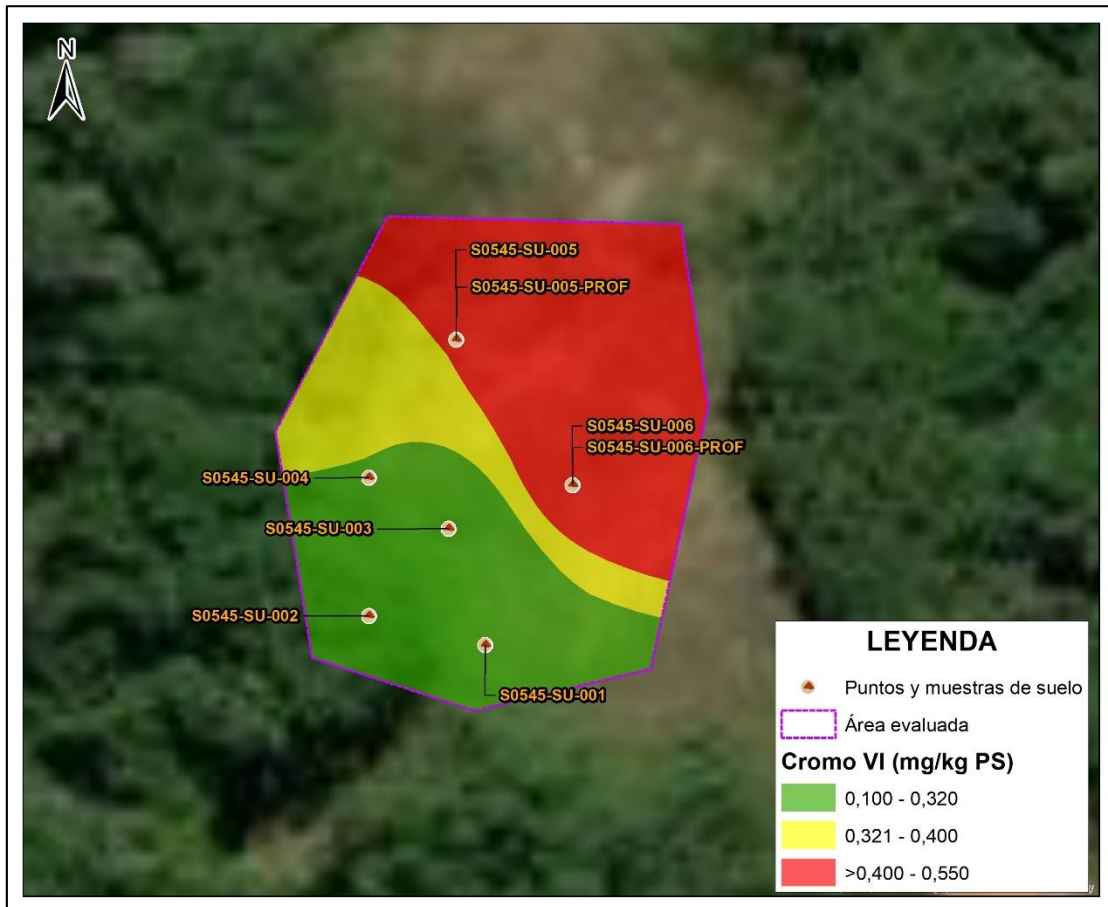 N
S0545-SU-005
S0545-SU-005-PROF
S0545-SU-006
S0545-SU-006-PROF
S0545-SU-004
S0545-SU-003
S0545-SU-002
S0545-SU-001
LEYENDA
Puntos y muestras de suelo
Área evaluada
Cromo VI (mg/kg PS)
0,100 - 0,320
0,321 - 0,400
>0,400 - 0,550